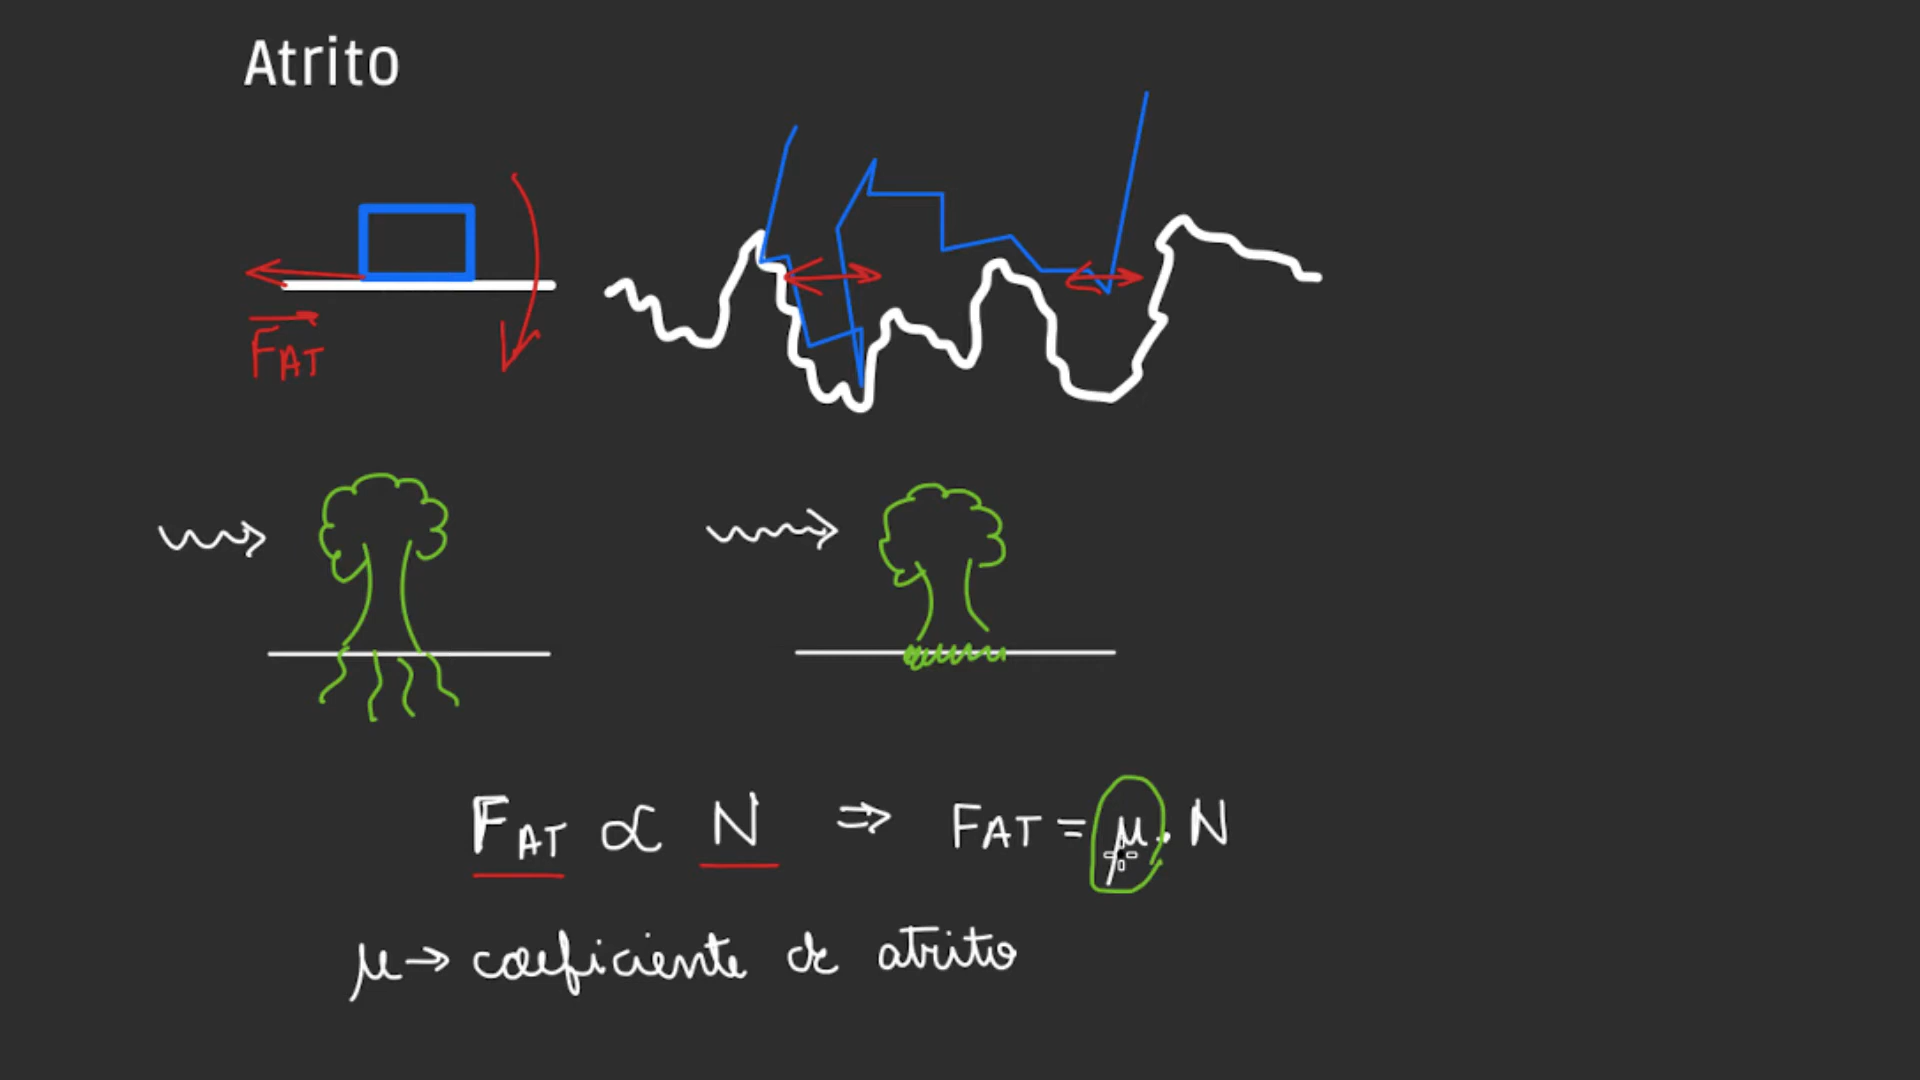 Atrito
FAT
FAT ∝ N ⇒ FAT = μ . N
μ → coeficiente de atrito